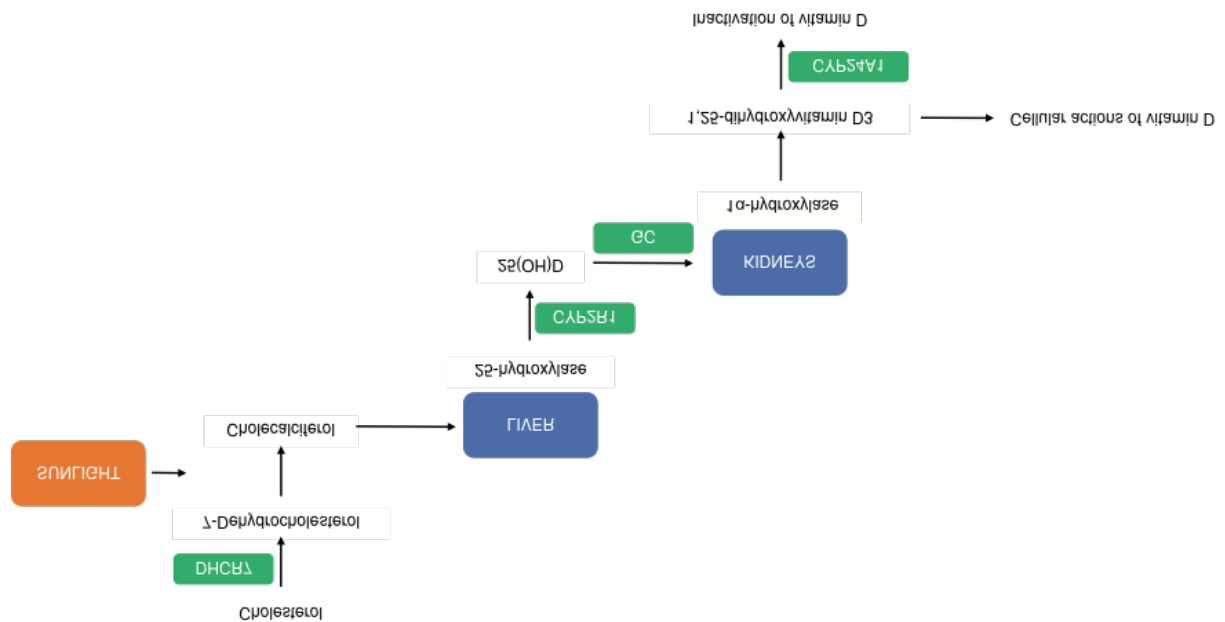 Cholesterol
DHCR7
7-Dehydrocholesterol
SUNLIGHT
Cholecalciferol
LIVER
25-hydroxylase
CYP2R1
25(OH)D
GC
KIDNEYS
1α-hydroxylase
1,25-dihydroxyvitamin D3
Cellular actions of vitamin D
CYP24A1
Inactivation of vitamin D